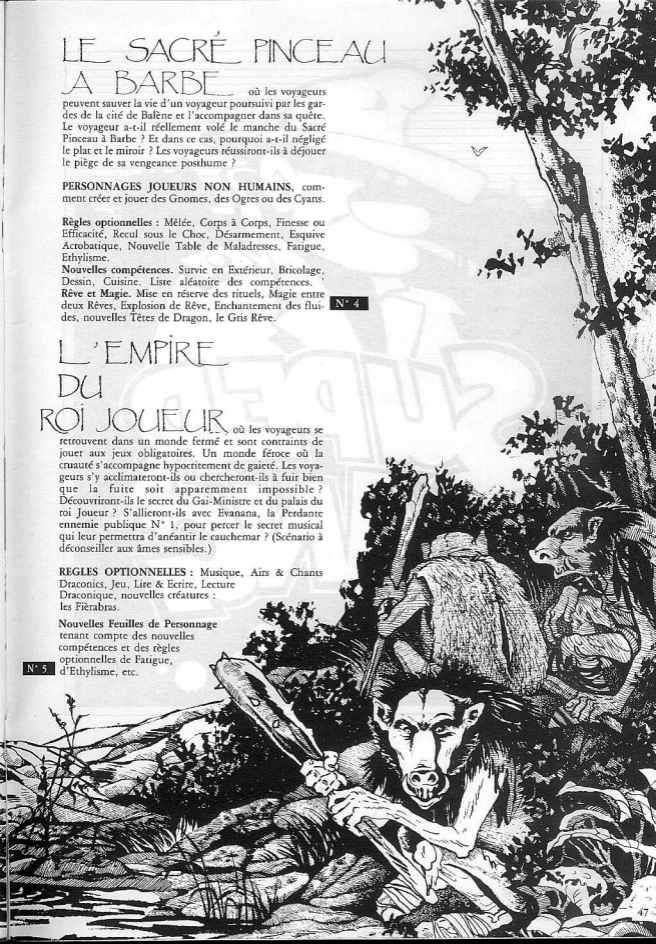 LE SACRÉ PINCEAU
A BARBE où les voyageurs
peuvent sauver la vie d'un voyageur poursuivi par les gar-
des de la cité de Balène et l'accompagner dans sa quête.
Le voyageur a-t-il réellement volé le manche du Sacré
Pinceau à Barbe ? Et dans ce cas, pourquoi a-t-il négligé
le plat et le miroir ? Les voyageurs réussiront-ils à déjouer
le piège de sa vengeance posthume ?
PERSONNAGES JOUEURS NON HUMAINS, com-
ment créer et jouer des Gnomes, des Ogres ou des Cyans.
Règles optionnelles : Mêlée, Corps à Corps, Finesse ou
Efficacité, Recul sous le Choc, Désarmement, Esquive
Acrobatique, Nouvelle Table de Maladresses, Fatigue,
Ethylisme.
Nouvelles compétences. Survie en Extérieur, Bricolage,
Dessin, Cuisine. Liste aléatoire des compétences.
Rêve et Magie. Mise en réserve des rituels, Magie entre
deux Rêves, Explosion de Rêve, Enchantement des flui-
des, nouvelles Têtes de Dragon, le Gris Rêve.
N° 4
L'EMPIRE
DU
ROI JOUEUR où les voyageurs se
retrouvent dans un monde fermé et sont contraints de
jouer aux jeux obligatoires. Un monde féroce où la
cruauté s'accompagne hypocritement de gaieté. Les voya-
geurs s'y acclimateront-ils ou chercheront-ils à fuir bien
que la fuite soit apparemment impossible ?
Découvriront-ils le secret du Gai-Ministre et du palais du
roi Joueur ? S'allieront-ils avec Evanana, la Perdante
ennemie publique N° 1, pour percer le secret musical
qui leur permettra d'anéantir le cauchemar ? (Scénario à
déconseiller aux âmes sensibles.)
REGLES OPTIONNELLES : Musique, Airs & Chants
Draconics, Jeu, Lire & Ecrire, Lecture
Draconique, nouvelles créatures :
les Fièrabras.
Nouvelles Feuilles de Personnage
tenant compte des nouvelles
compétences et des règles
optionnelles de Fatigue,
d'Ethylisme, etc.
N° 5
47